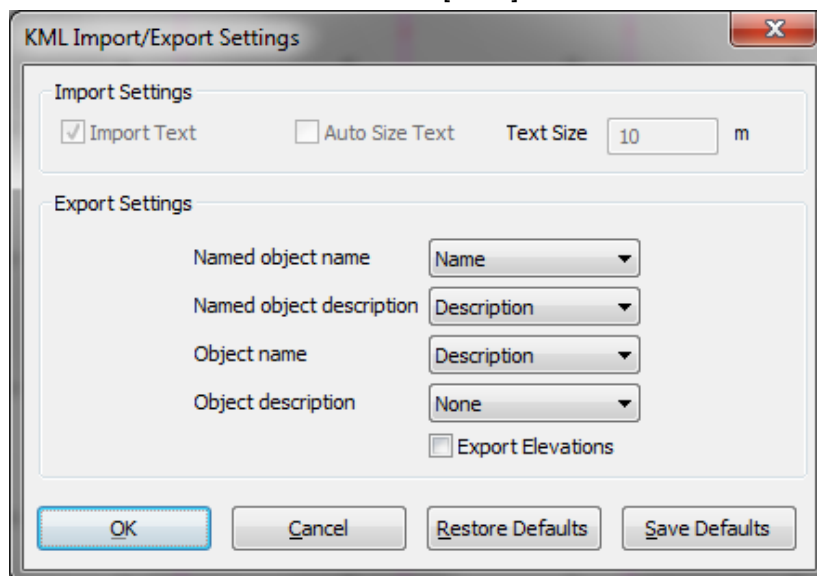 KML Import/Export Settings
Import Settings
Import Text Auto Size Text Text Size 10 m
Export Settings
Named object name Name
Named object description Description
Object name Description
Object description None
Export Elevations
OK Cancel Restore Defaults Save Defaults